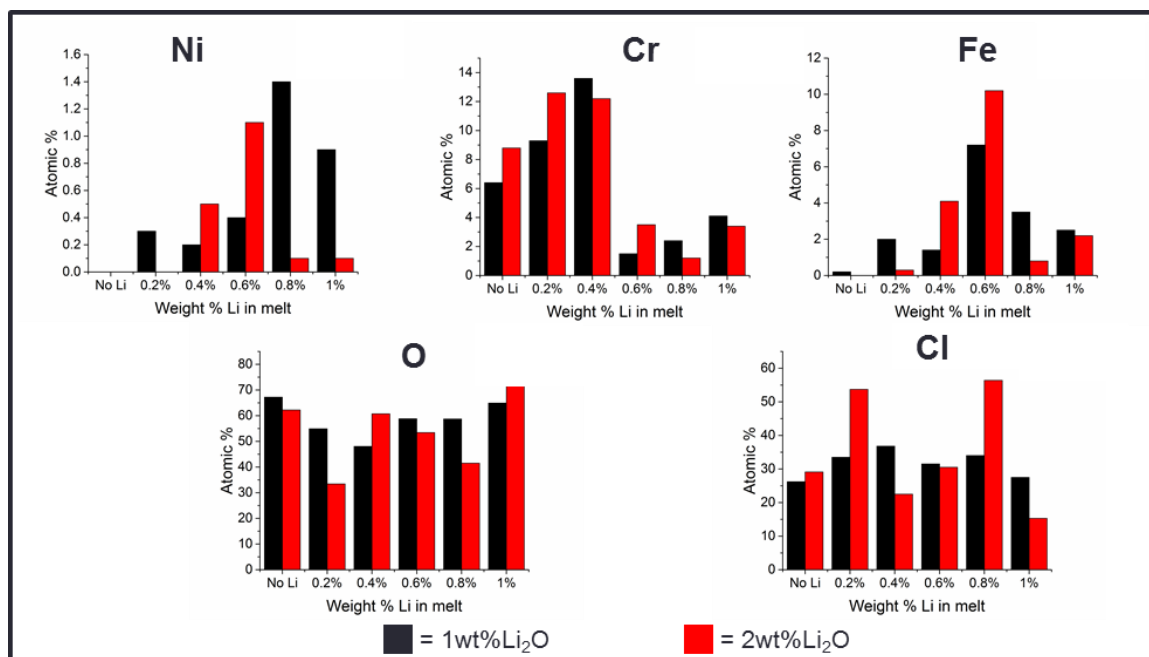 Ni
Cr
Fe
1.6
1.4
1.2
1.0
0.8
0.6
0.4
0.2
0.0
Atomic %
No Li 0.2% 0.4% 0.6% 0.8% 1%
Weight % Li in melt
14
12
10
8
6
4
2
0
Atomic %
No Li 0.2% 0.4% 0.6% 0.8% 1%
Weight % Li in melt
12
10
8
6
4
2
0
Atomic %
No Li 0.2% 0.4% 0.6% 0.8% 1%
Weight % Li in melt
O
Cl
80
70
60
50
40
30
20
10
0
Atomic %
No Li 0.2% 0.4% 0.6% 0.8% 1%
Weight % Li in melt
60
50
40
30
20
10
0
Atomic %
No Li 0.2% 0.4% 0.6% 0.8% 1%
Weight % Li in melt
= 1wt%Li₂O
= 2wt%Li₂O